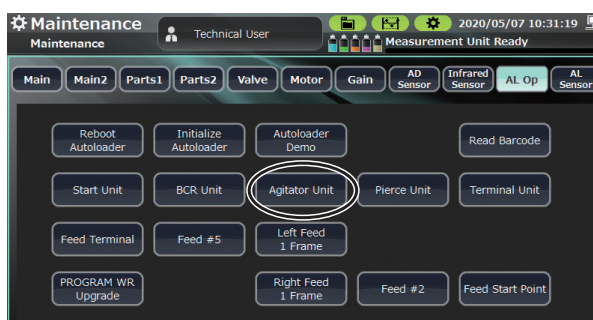 Maintenance
Technical User
2020/05/07 10:31:19
Maintenance
Measurement Unit Ready
Main
Main2
Parts1
Parts2
Valve
Motor
Gain
AD
Sensor
Infrared
Sensor
AL Op
AL
Sensor
Reboot
Autoloader
Initialize
Autoloader
Autoloader
Demo
Read Barcode
Start Unit
BCR Unit
Agitator Unit
Pierce Unit
Terminal Unit
Feed Terminal
Feed #5
Left Feed
1 Frame
PROGRAM WR
Upgrade
Right Feed
1 Frame
Feed #2
Feed Start Point